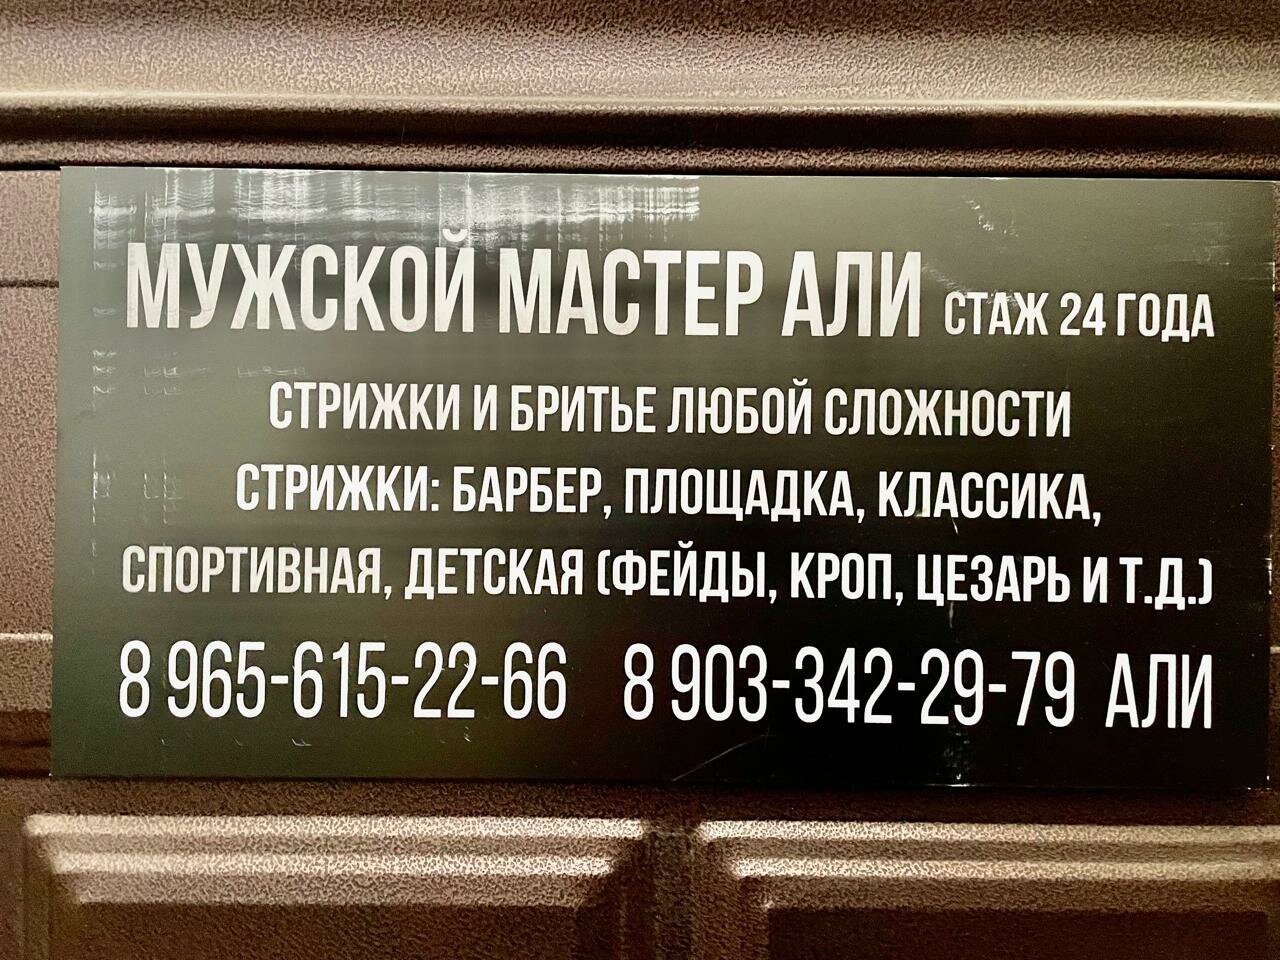 МУЖСКОЙ МАСТЕР АЛИ СТАЖ 24 ГОДА
СТРИЖКИ И БРИТЬЕ ЛЮБОЙ СЛОЖНОСТИ
СТРИЖКИ: БАРБЕР, ПЛОЩАДКА, КЛАССИКА,
СПОРТИВНАЯ, ДЕТСКАЯ (ФЕЙДЫ, КРОП, ЦЕЗАРЬ И Т.Д.)
8 965-615-22-66 8 903-342-29-79 АЛИ